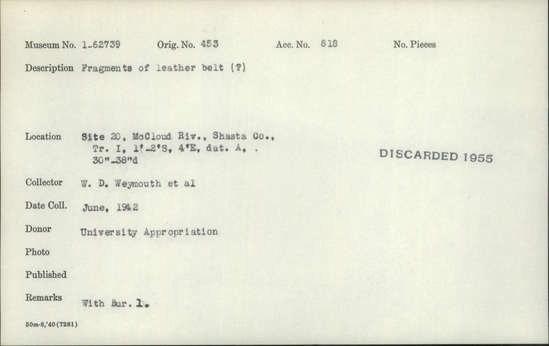 Museum No. 1-62739 Orig. No. 453 Acc. No. 818 No. Pieces
Description Fragments of leather belt (?)
Location Site 20, McCloud Riv., Shasta Co.,
Tr. I, 1'-2'S, 4'E, dat. A, .
30"-38"d
DISCARDED 1955
Collector W. D. Weymouth et al
Date Coll. June, 1942
Donor University Appropriation
Photo
Published
Remarks With Bur. 1.
50m-8,'40(7281)